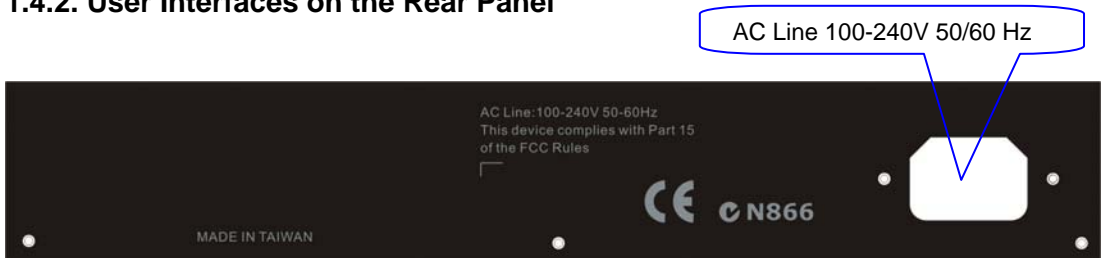 1.4.2. User Interfaces on the Rear Panel
AC Line 100-240V 50/60 Hz
AC Line:100-240V 50-60Hz
This device complies with Part 15
of the FCC Rules
CE N866
MADE IN TAIWAN